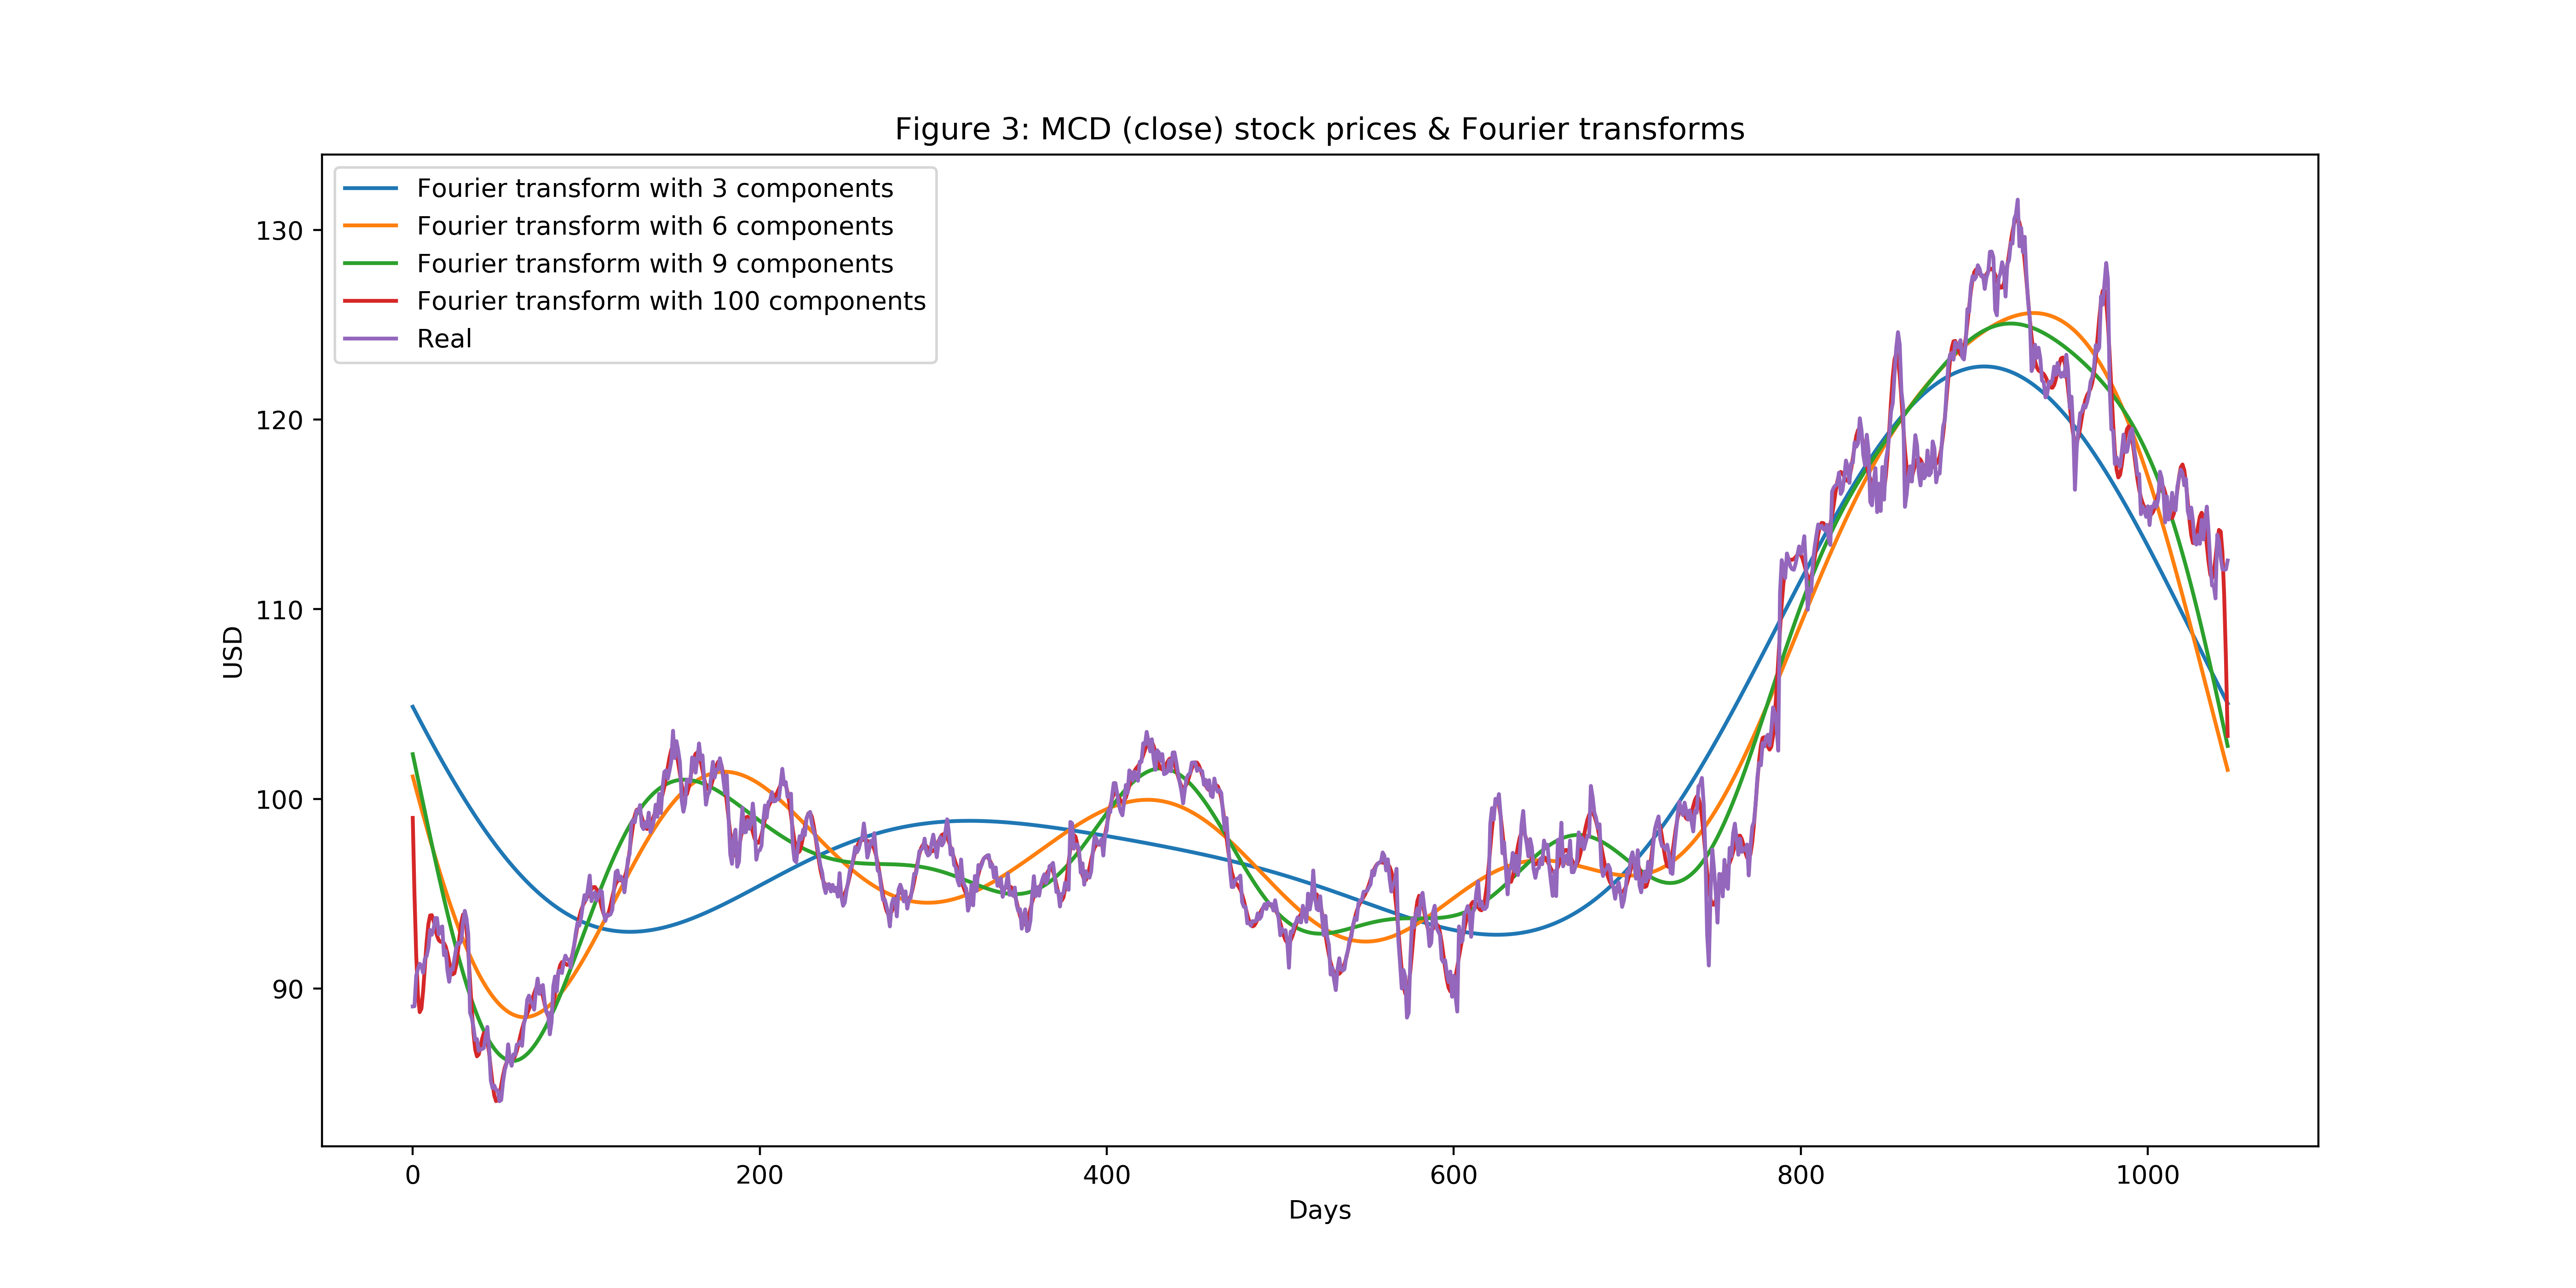 Figure 3: MCD (close) stock prices & Fourier transforms
Fourier transform with 3 components
Fourier transform with 6 components
Fourier transform with 9 components
Fourier transform with 100 components
Real
130
120
110
100
90
USD
0 200 400 600 800 1000
Days